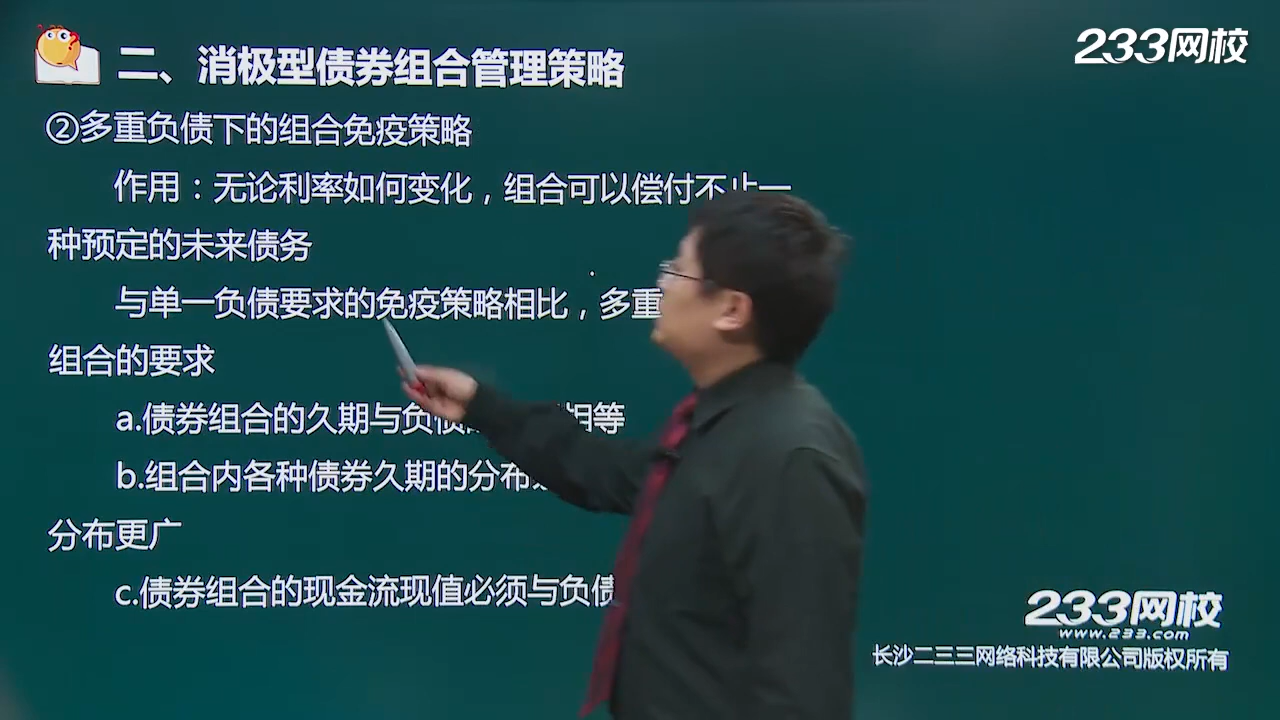 二、消极型债券组合管理策略
233网校
②多重负债下的组合免疫策略
作用：无论利率如何变化，组合可以偿付不止一
种预定的未来债务
与单一负债要求的免疫策略相比，多重
组合的要求
a.债券组合的久期与负债 相等
b.组合内各种债券久期的分布
分布更广
c.债券组合的现金流现值必须与负债
233网校
www.233.com
长沙二三三网络科技有限公司版权所有